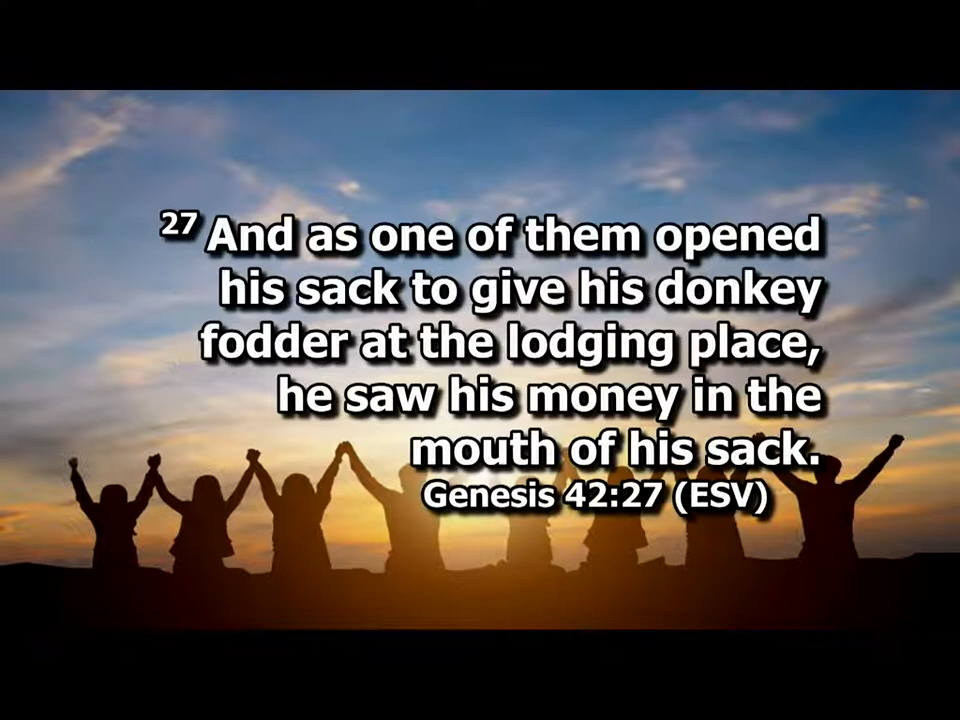 27 And as one of them opened
his sack to give his donkey
fodder at the lodging place,
he saw his money in the
mouth of his sack.
Genesis 42:27 (ESV)